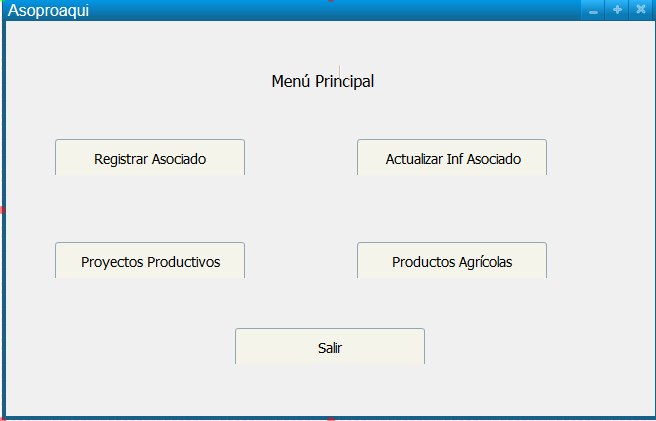 Asoproaqui
Menú Principal
Registrar Asociado
Actualizar Inf Asociado
Proyectos Productivos
Productos Agrícolas
Salir